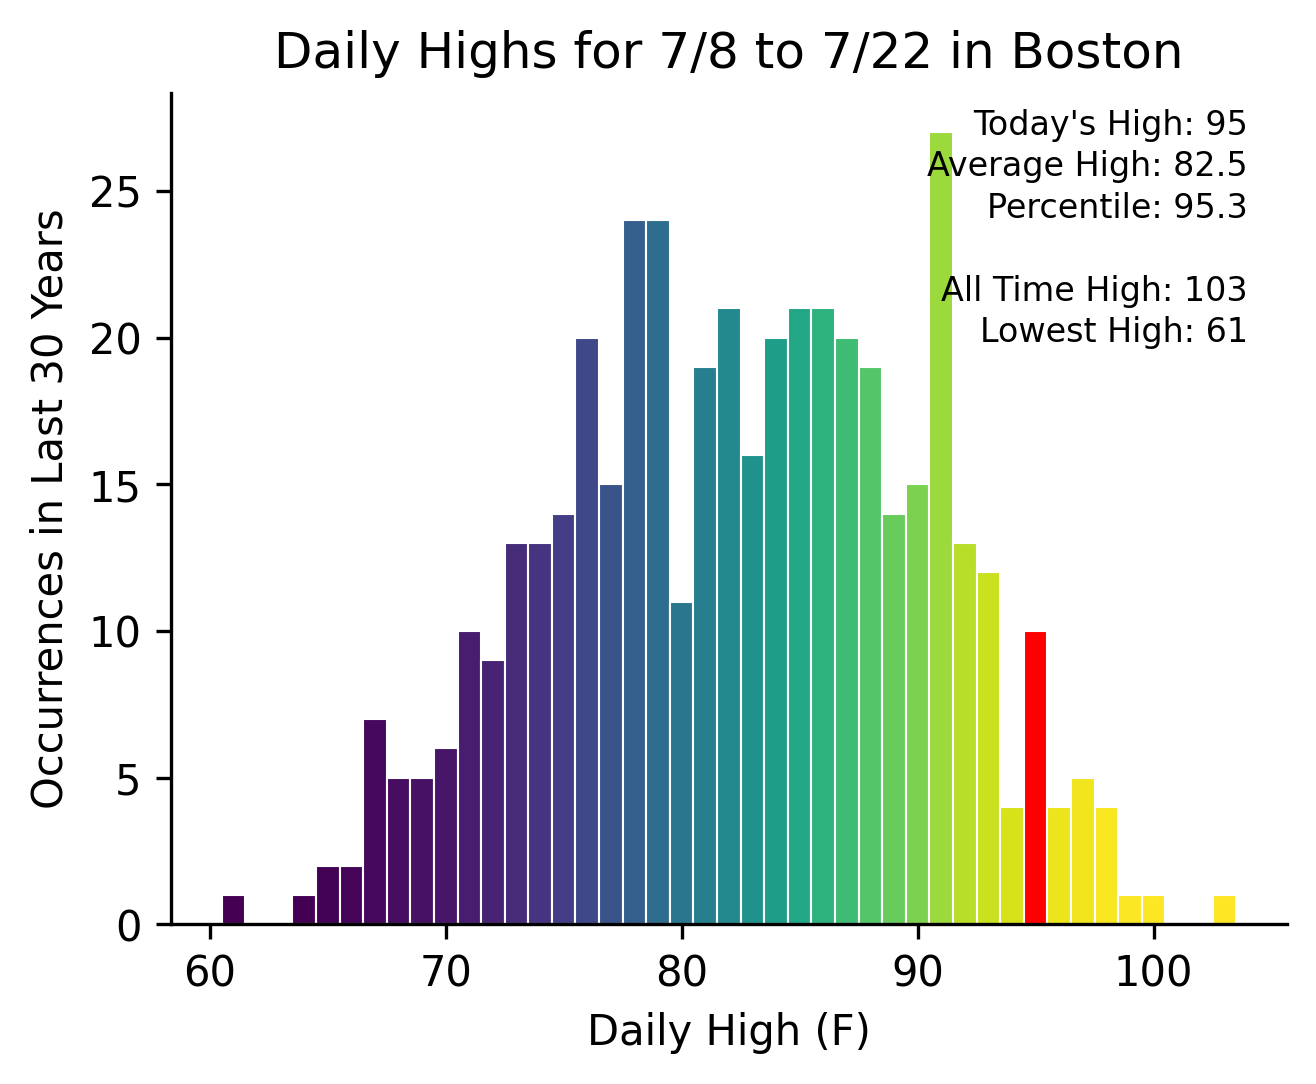 Daily Highs for 7/8 to 7/22 in Boston
Today's High: 95
Average High: 82.5
Percentile: 95.3
All Time High: 103
Lowest High: 61
Occurrences in Last 30 Years
25
20
15
10
5
0
60 70 80 90 100
Daily High (F)